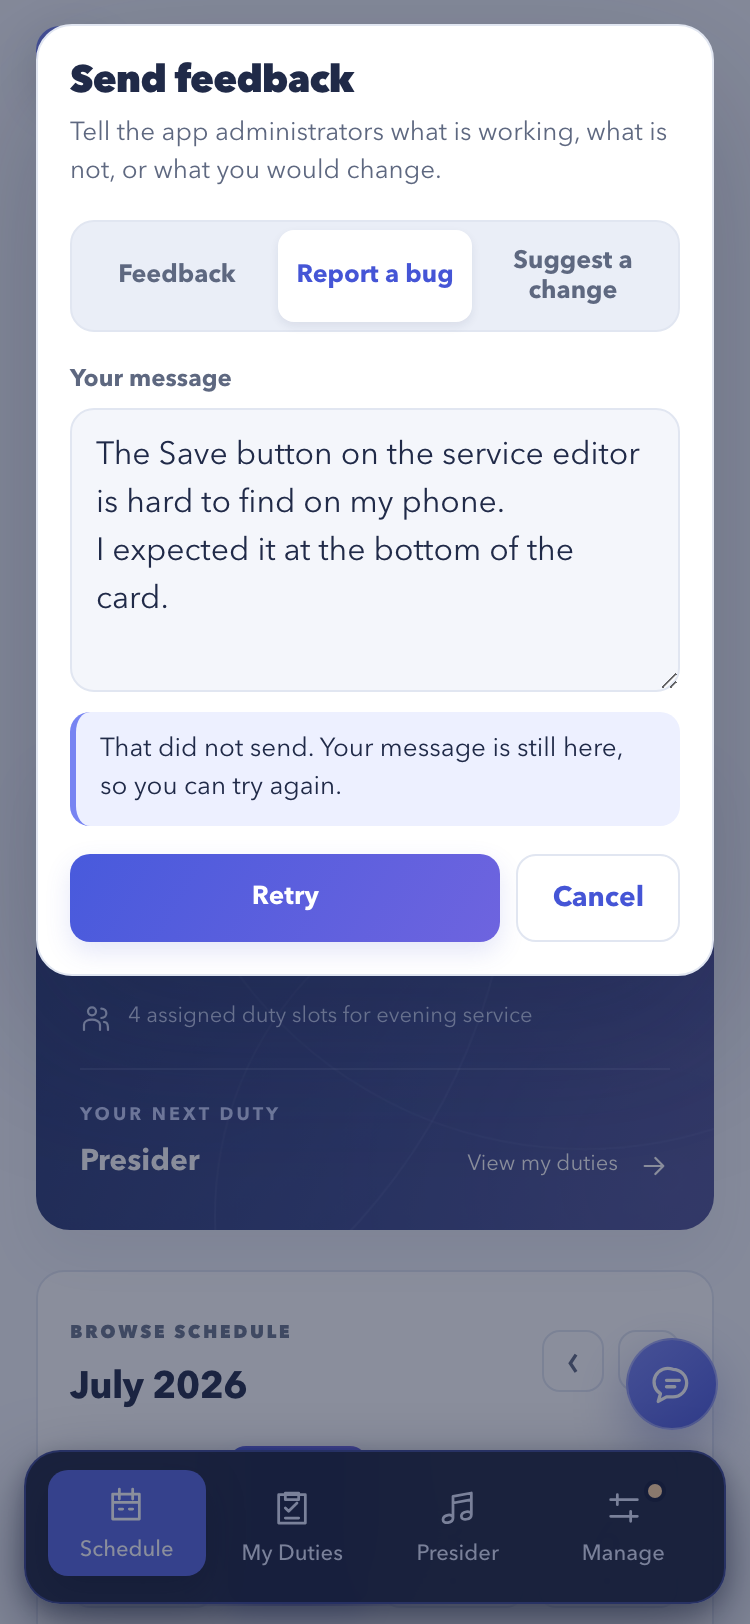 Send feedback
Tell the app administrators what is working, what is
not, or what you would change.
Feedback
Report a bug
Suggest a
change
Your message
The Save button on the service editor
is hard to find on my phone.
I expected it at the bottom of the
card.
That did not send. Your message is still here,
so you can try again.
Retry
Cancel
4 assigned duty slots for evening service
YOUR NEXT DUTY
Presider
View my duties
BROWSE SCHEDULE
July 2026
Schedule
My Duties
Presider
Manage